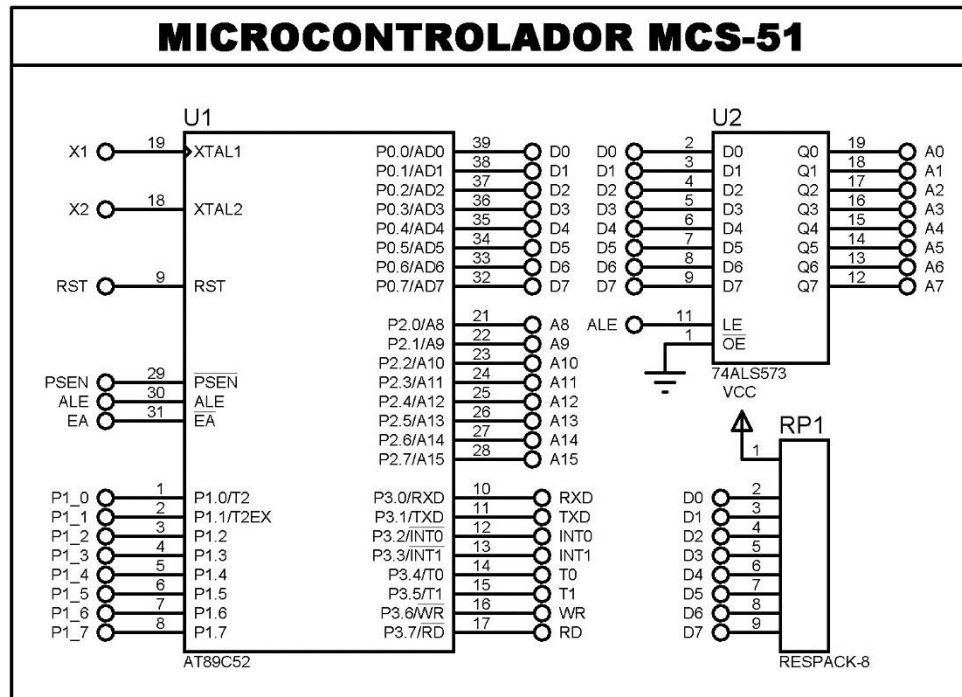 MICROCONTROLADOR MCS-51
U1
X1 19 XTAL1 P0.0/AD0 39 D0
P0.1/AD1 38 D1
P0.2/AD2 37 D2
X2 18 XTAL2 P0.3/AD3 36 D3
P0.4/AD4 35 D4
P0.5/AD5 34 D5
P0.6/AD6 33 D6
RST 9 RST P0.7/AD7 32 D7
P2.0/A8 21 A8
P2.1/A9 22 A9
P2.2/A10 23 A10
PSEN 29 PSEN P2.3/A11 24 A11
ALE 30 ALE P2.4/A12 25 A12
EA 31 EA P2.5/A13 26 A13
P2.6/A14 27 A14
P2.7/A15 28 A15
P1_0 1 P1.0/T2 P3.0/RXD 10 RXD
P1_1 2 P1.1/T2EX P3.1/TXD 11 TXD
P1_2 3 P1.2 P3.2/INT0 12 INT0
P1_3 4 P1.3 P3.3/INT1 13 INT1
P1_4 5 P1.4 P3.4/T0 14 T0
P1_5 6 P1.5 P3.5/T1 15 T1
P1_6 7 P1.6 P3.6/WR 16 WR
P1_7 8 P1.7 P3.7/RD 17 RD
AT89C52
U2
D0 2 D0 Q0 19 A0
D1 3 D1 Q1 18 A1
D2 4 D2 Q2 17 A2
D3 5 D3 Q3 16 A3
D4 6 D4 Q4 15 A4
D5 7 D5 Q5 14 A5
D6 8 D6 Q6 13 A6
D7 9 D7 Q7 12 A7
ALE 11 LE
1 OE
74ALS573
VCC
RP1
1
D0 2
D1 3
D2 4
D3 5
D4 6
D5 7
D6 8
D7 9
RESPACK-8